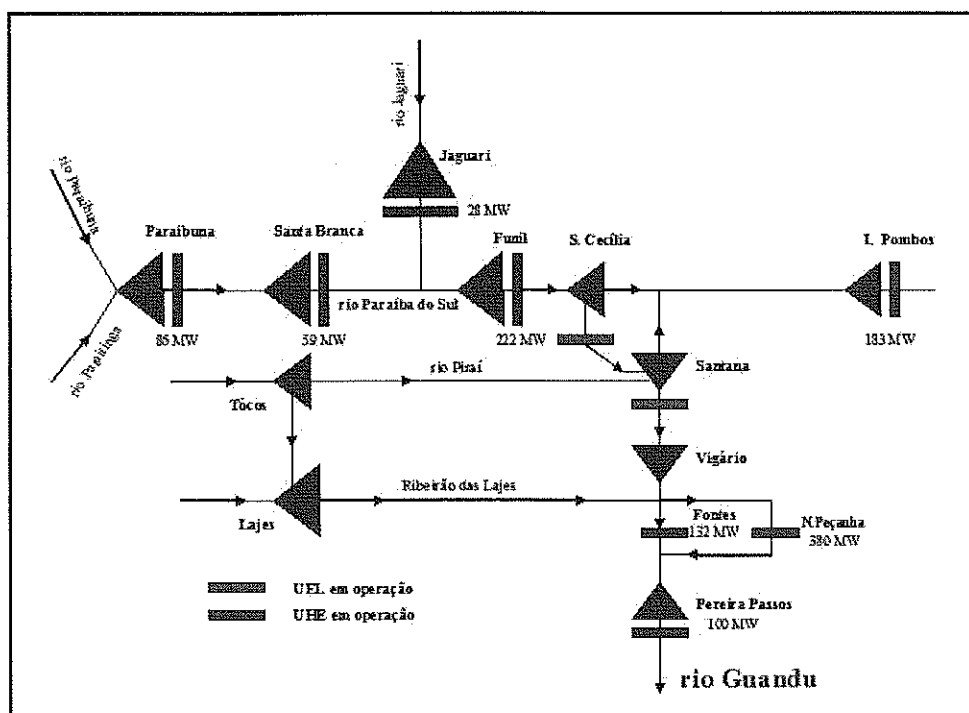 rio Jaguari
Jaguari
28 MW
rio Paraibuna
Paraibuna
Santa Branca
Funil
S. Cecília
I. Pombos
rio Paraitinga
85 MW
59 MW
rio Paraíba do Sul
222 MW
183 MW
rio Piraí
Santana
Tócos
Vigário
Ribeirão das Lajes
Lajes
Fontes
132 MW
N.Peçanha
380 MW
UEL em operação
UHE em operação
Pereira Passos
100 MW
rio Guandu